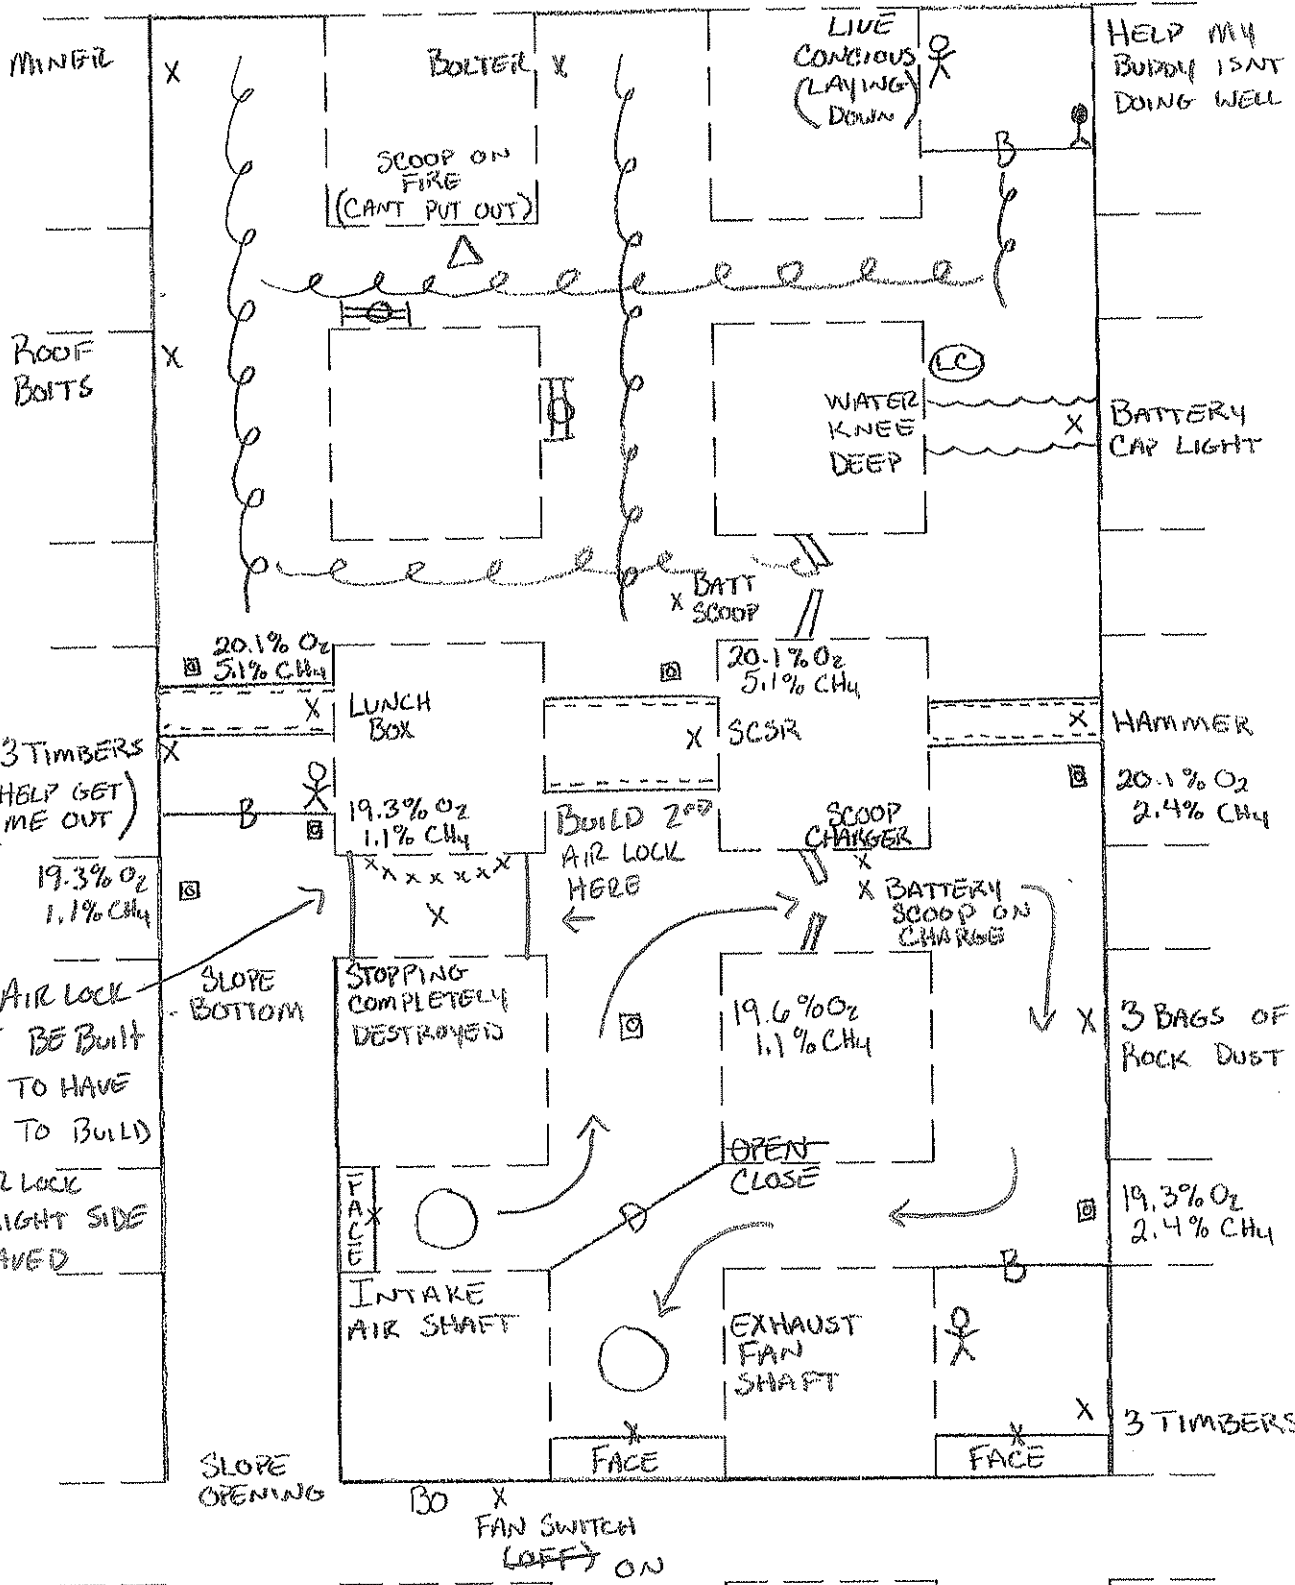 MINER
X
BOLTER X
LIVE
CONCIOUS
(LAYING)
DOWN
HELP MY
BUDDY ISNT
DOING WELL
B
SCOOP ON
FIRE
(CANT PUT OUT)
ROOF
BOLTS
X
LC
WATER
KNEE
DEEP
X
BATTERY
CAP LIGHT
X BATT
SCOOP
20.1% O2
5.1% CH4
20.1% O2
5.1% CH4
X
LUNCH
BOX
X
SCSR
X
HAMMER
3 TIMBERS
X
HELP GET)
ME OUT
B
19.3% O2
1.1% CH4
BUILD 2ND
AIR LOCK
HERE
SCOOP
CHARGER
X
20.1% O2
2.4% CH4
19.3% O2
1.1% CH4
X X X X X X X
X
X BATTERY
SCOOP ON
CHARGE
AIR LOCK
BE BUILT
TO HAVE
TO BUILD
R LOCK
IGHT SIDE
AVED
SLOPE
BOTTOM
STOPPING
COMPLETELY
DESTROYED
19.6% O2
1.1% CH4
X
3 BAGS OF
ROCK DUST
OPEN
CLOSE
FACE
X
INTAKE
AIR SHAFT
19.3% O2
2.4% CH4
B
EXHAUST
FAN
SHAFT
X
3 TIMBERS
X
FACE
X
FACE
SLOPE
OPENING
BO
X
FAN SWITCH
(OFF) ON